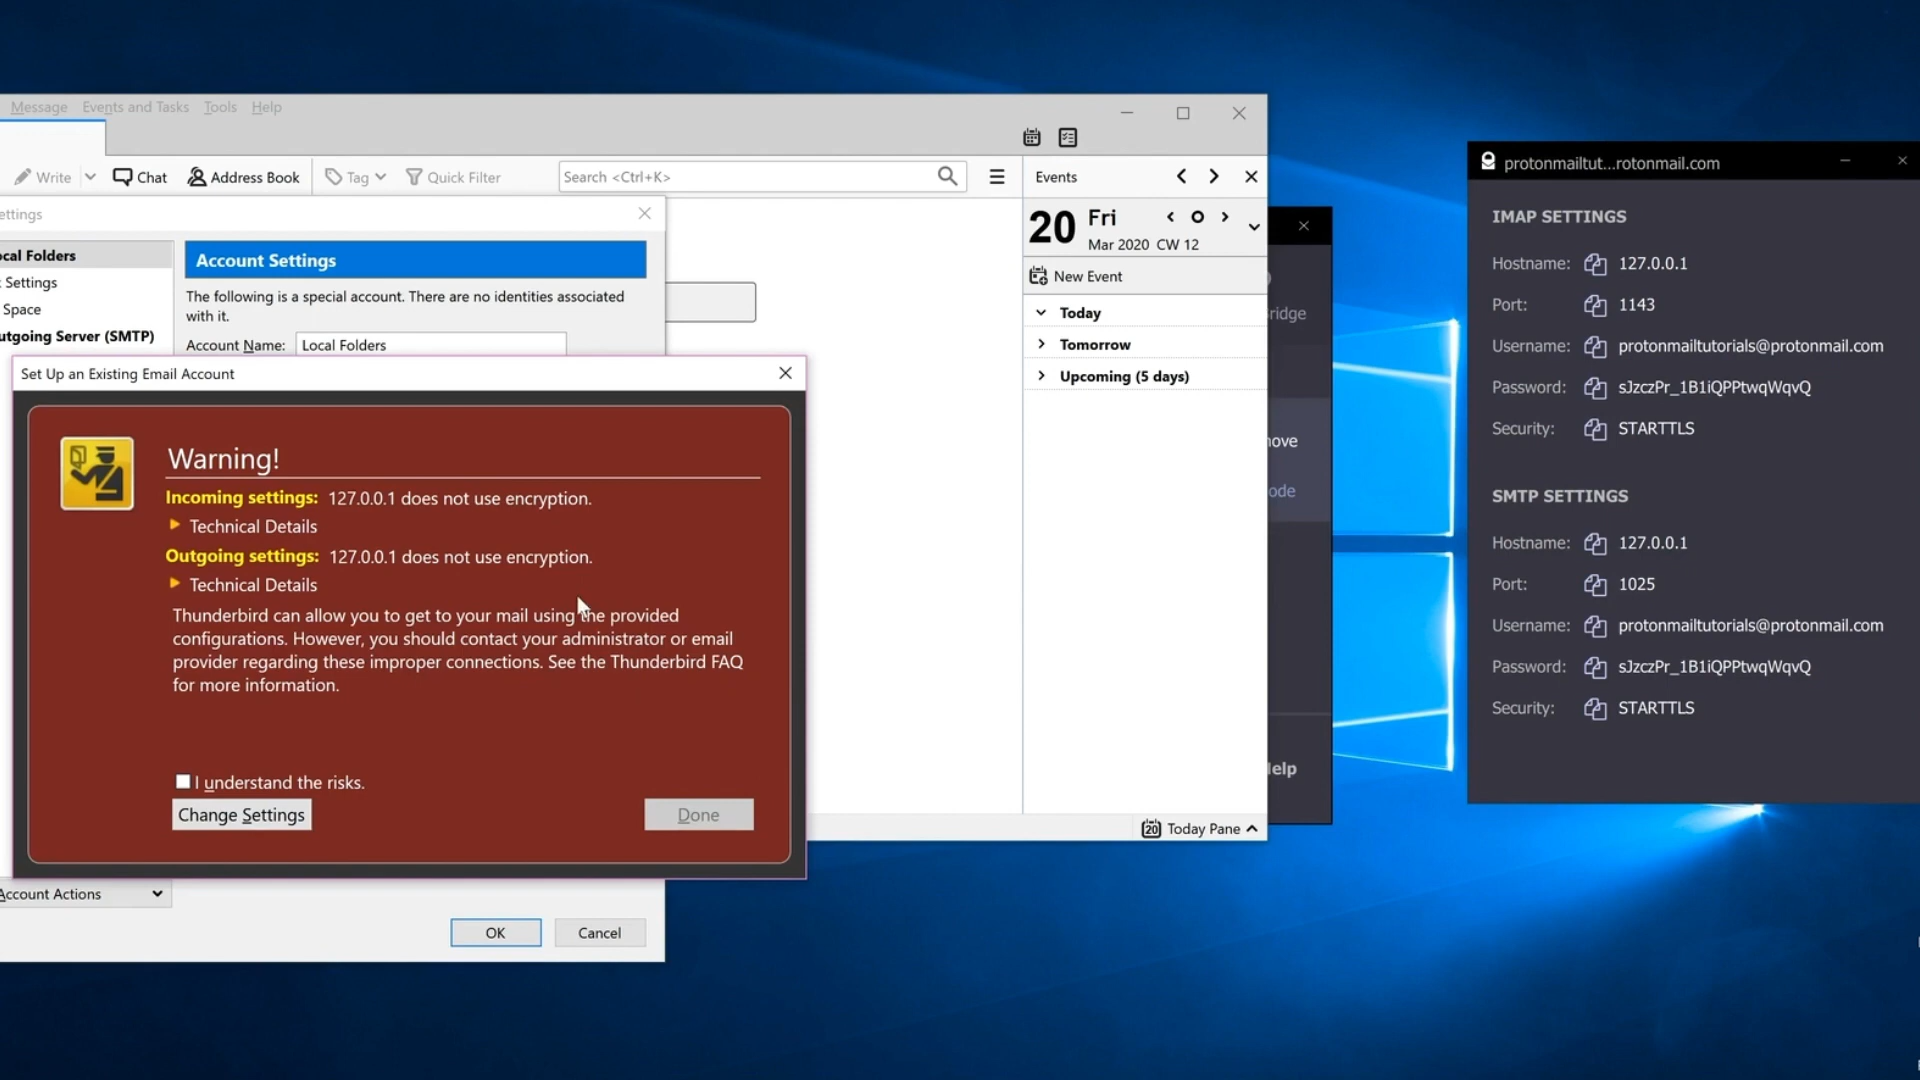 Message Events and Tasks Tools Help
Write Chat Address Book Tag Quick Filter Search <Ctrl+K>
ettings
ocal Folders
Settings
Space
utgoing Server (SMTP)
Account Settings
The following is a special account. There are no identities associated
with it.
Account Name: Local Folders
Set Up an Existing Email Account
Warning!
Incoming settings: 127.0.0.1 does not use encryption.
Technical Details
Outgoing settings: 127.0.0.1 does not use encryption.
Technical Details
Thunderbird can allow you to get to your mail using the provided
configurations. However, you should contact your administrator or email
provider regarding these improper connections. See the Thunderbird FAQ
for more information.
I understand the risks.
Change Settings
Done
Account Actions
OK
Cancel
Events
20 Fri
Mar 2020 CW 12
New Event
Today
Tomorrow
Upcoming (5 days)
20 Today Pane
ridge
ove
ode
elp
protonmailtut...rotonmail.com
IMAP SETTINGS
Hostname: 127.0.0.1
Port: 1143
Username: protonmailtutorials@protonmail.com
Password: sJzczPr_1B1iQPPtwqWqvQ
Security: STARTTLS
SMTP SETTINGS
Hostname: 127.0.0.1
Port: 1025
Username: protonmailtutorials@protonmail.com
Password: sJzczPr_1B1iQPPtwqWqvQ
Security: STARTTLS